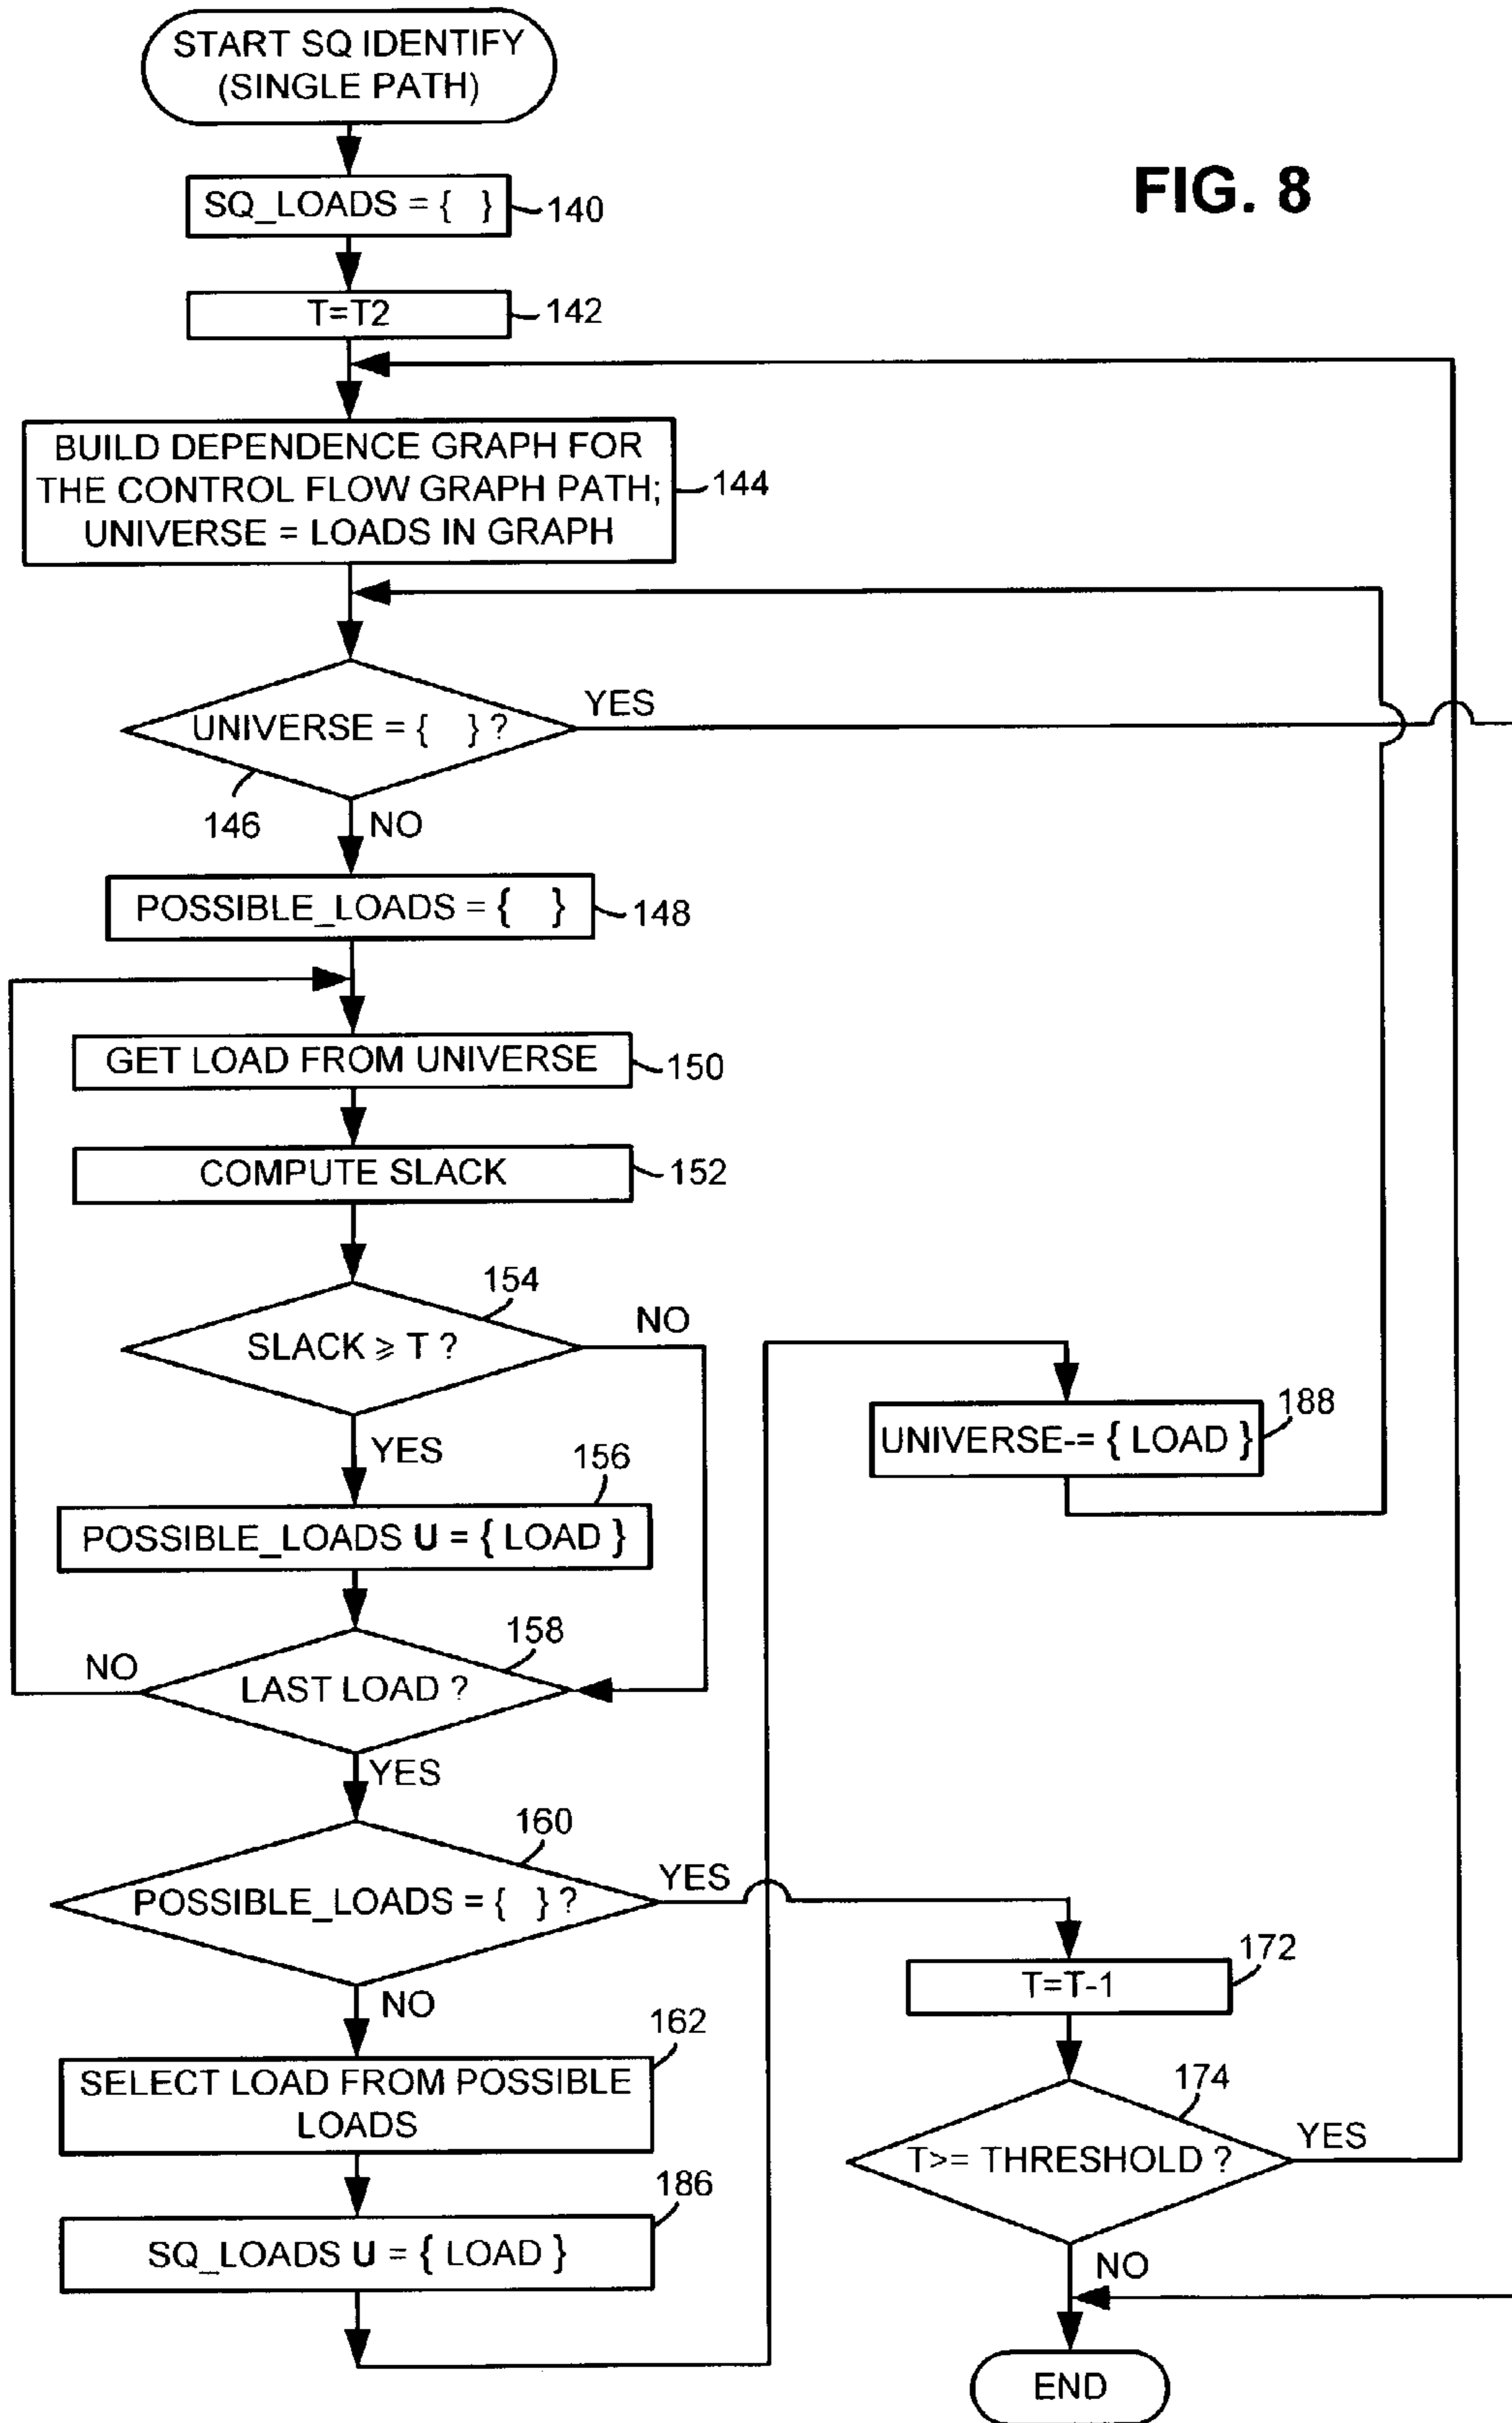 START SQ IDENTIFY
(SINGLE PATH)
FIG. 8
SQ_LOADS = { }
140
T=T2
142
BUILD DEPENDENCE GRAPH FOR
THE CONTROL FLOW GRAPH PATH;
UNIVERSE = LOADS IN GRAPH
144
UNIVERSE = { } ?
YES
146
NO
POSSIBLE_LOADS = { }
148
GET LOAD FROM UNIVERSE
150
COMPUTE SLACK
152
154
SLACK ⩾ T ?
NO
YES
156
POSSIBLE_LOADS U = { LOAD }
188
UNIVERSE-= { LOAD }
158
NO
LAST LOAD ?
YES
160
POSSIBLE_LOADS = { } ?
YES
NO
172
T=T-1
162
SELECT LOAD FROM POSSIBLE
LOADS
174
T>= THRESHOLD ?
YES
186
SQ_LOADS U = { LOAD }
NO
END